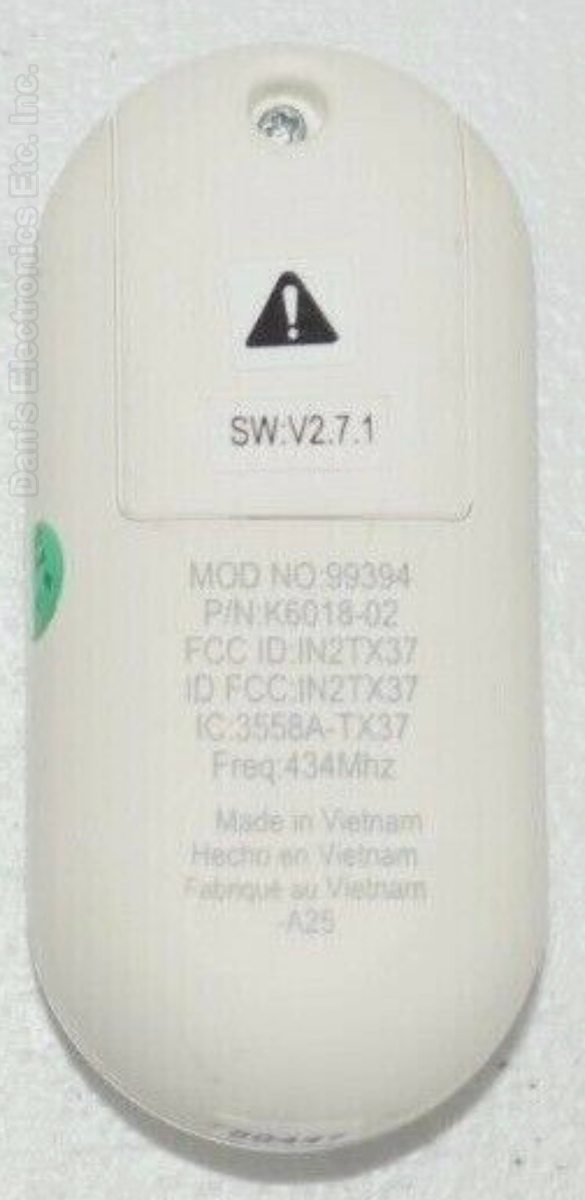 Dan's Electronics Etc. Inc.
SW:V2.7.1
MOD NO:99394
P/N:K6018-02
FCC ID:IN2TX37
ID FCC:IN2TX37
IC:3558A-TX37
Freq:434Mhz
Made in Vietnam
Hecho en Vietnam
Fabriqué au Vietnam
-A25